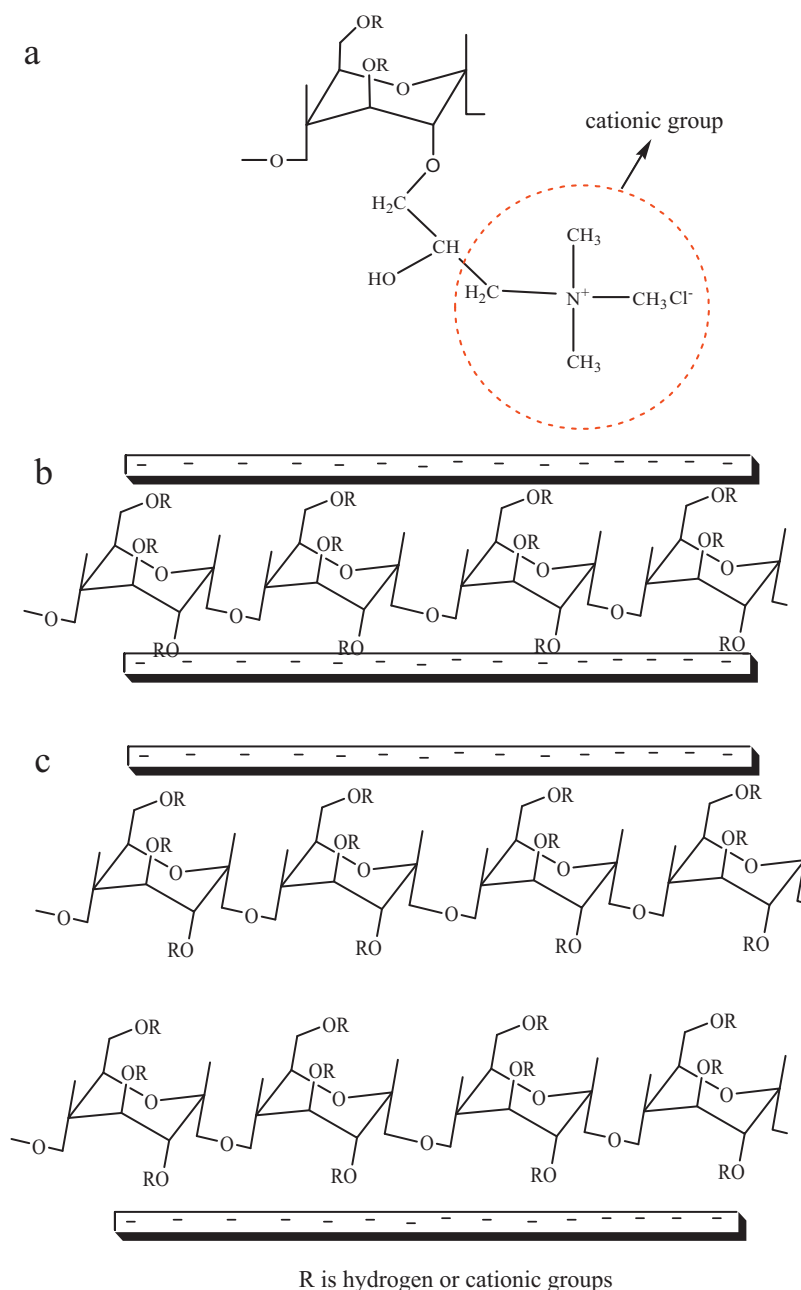 a
OR
OR
O
O
O
cationic group
H₂C
CH
HO
H₂C
CH₃
N⁺
CH₃Cl⁻
CH₃
b
OR OR OR OR
OR OR OR OR
O O O O
O O O O
RO RO RO RO
c
OR OR OR OR
OR OR OR OR
O O O O
O O O O
RO RO RO RO
OR OR OR OR
OR OR OR OR
O O O O
O O O O
RO RO RO RO
R is hydrogen or cationic groups